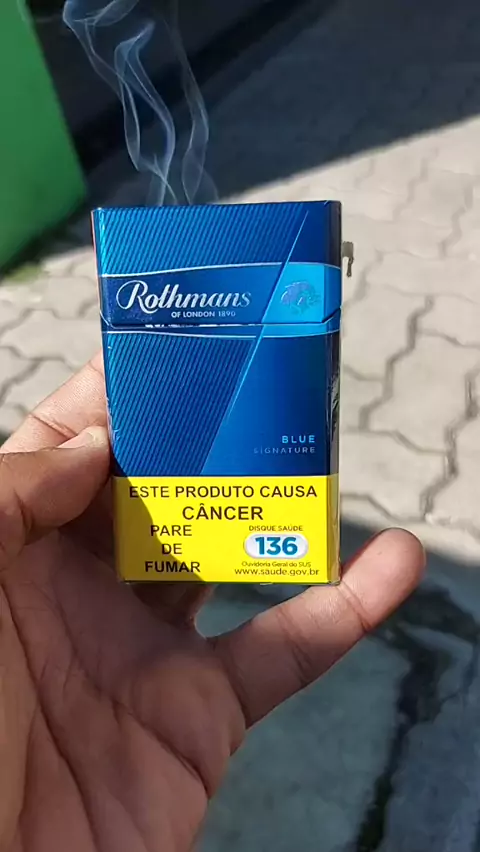 Rothmans
OF LONDON 1890
BLUE
SIGNATURE
ESTE PRODUTO CAUSA
CÂNCER
PARE
DE
FUMAR
DISQUE SAÚDE
136
Ouvidoria Geral do SUS
www.saude.gov.br